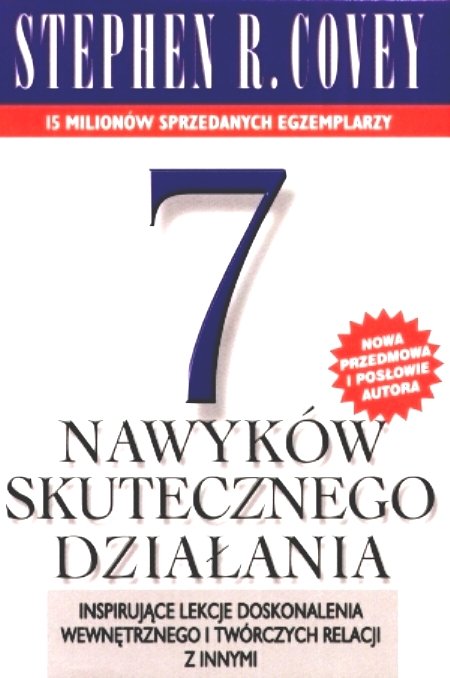 STEPHEN R. COVEY
15 MILIONÓW SPRZEDANYCH EGZEMPLARZY
7
NOWA
PRZEDMOWA
I POSŁOWIE
AUTORA
NAWYKÓW
SKUTECZNEGO
DZIAŁANIA
INSPIRUJĄCE LEKCJE DOSKONALENIA
WEWNĘTRZNEGO I TWÓRCZYCH RELACJI
Z INNYMI